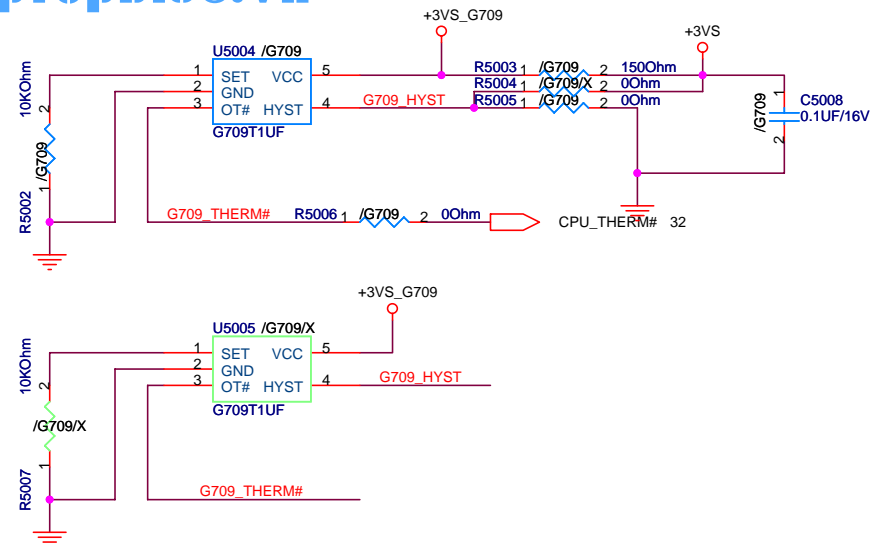 +3VS_G709
+3VS
U5004 /G709
10KOhm
1 SET VCC 5
2 GND
3 OT# HYST 4
G709T1UF
G709_HYST
R5003 1 /G709 2 150Ohm
R5004 1 /G709/X 2 0Ohm
R5005 1 /G709 2 0Ohm
1
/G709
C5008
0.1UF/16V
2
2
/G709
1
R5002
G709_THERM# R5006 1 /G709 2 0Ohm
CPU_THERM# 32
+3VS_G709
U5005 /G709/X
10KOhm
1 SET VCC 5
2 GND
3 OT# HYST 4
G709T1UF
G709_HYST
2
/G709/X
1
R5007
G709_THERM#